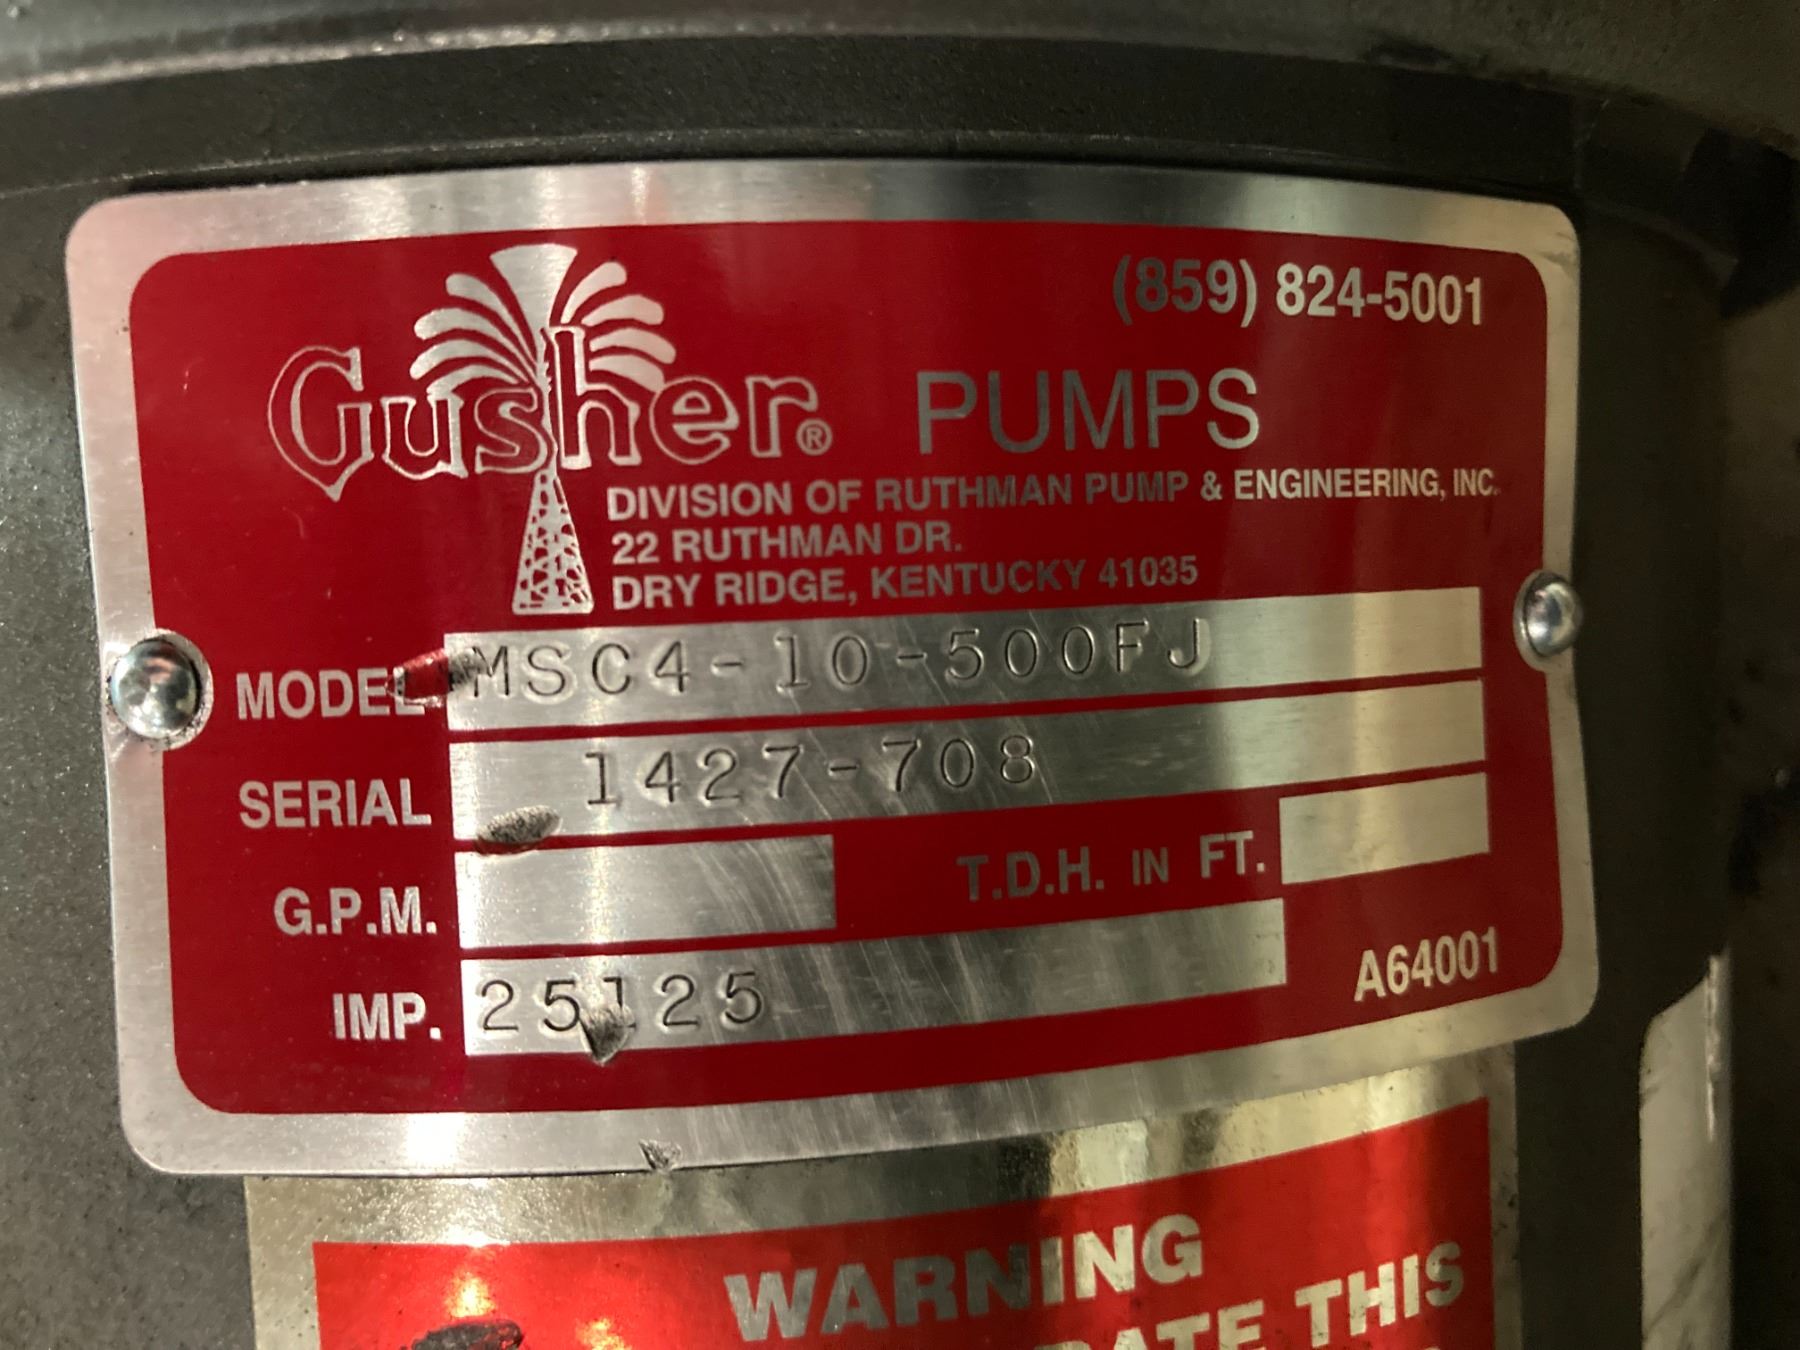 (859) 824-5001
Gusher® PUMPS
DIVISION OF RUTHMAN PUMP & ENGINEERING, INC.
22 RUTHMAN DR.
DRY RIDGE, KENTUCKY 41035
MODEL MSC4-10-500FJ
SERIAL 1427-708
G.P.M. T.D.H. IN FT.
IMP. 25125 A64001
WARNING
THIS